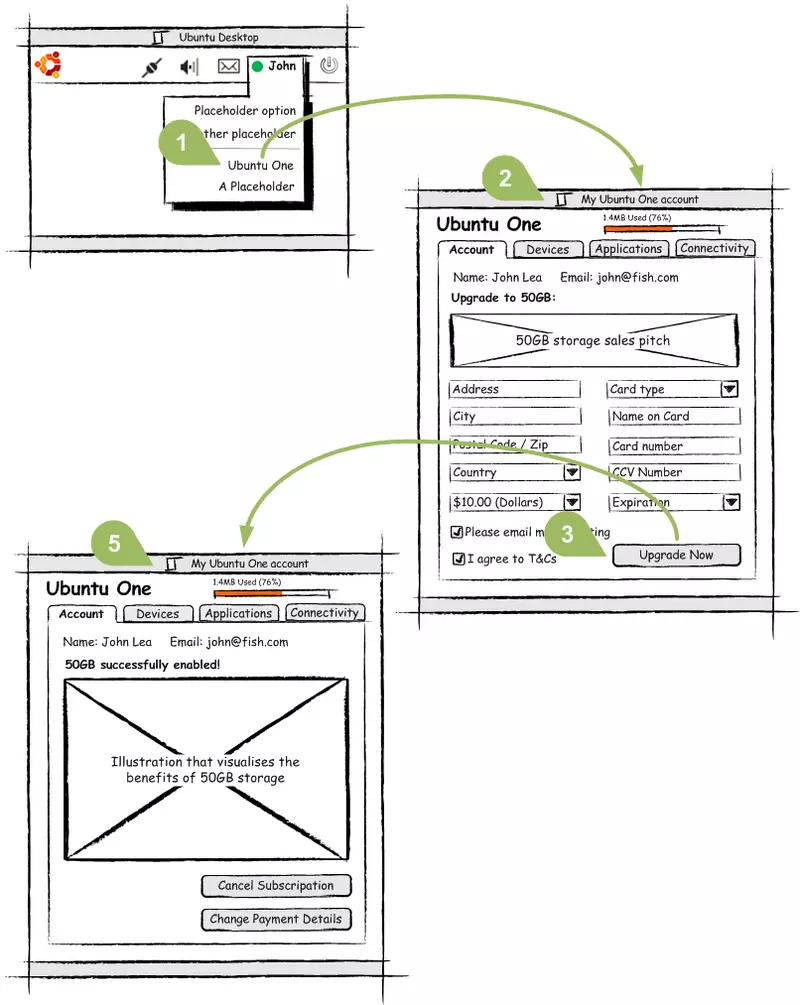 Ubuntu Desktop
John
Placeholder option
ther placeholder
1
Ubuntu One
A Placeholder
2
My Ubuntu One account
Ubuntu One
1.4MB Used (76%)
Account Devices Applications Connectivity
Name: John Lea Email: john@fish.com
Upgrade to 50GB:
50GB storage sales pitch
Address Card type
City Name on Card
Postal Code / Zip Card number
Country CCV Number
$10.00 (Dollars) Expiration
Please email m ting
3
I agree to T&Cs Upgrade Now
5
My Ubuntu One account
Ubuntu One
1.4MB Used (76%)
Account Devices Applications Connectivity
Name: John Lea Email: john@fish.com
50GB successfully enabled!
Illustration that visualises the
benefits of 50GB storage
Cancel Subscripation
Change Payment Details